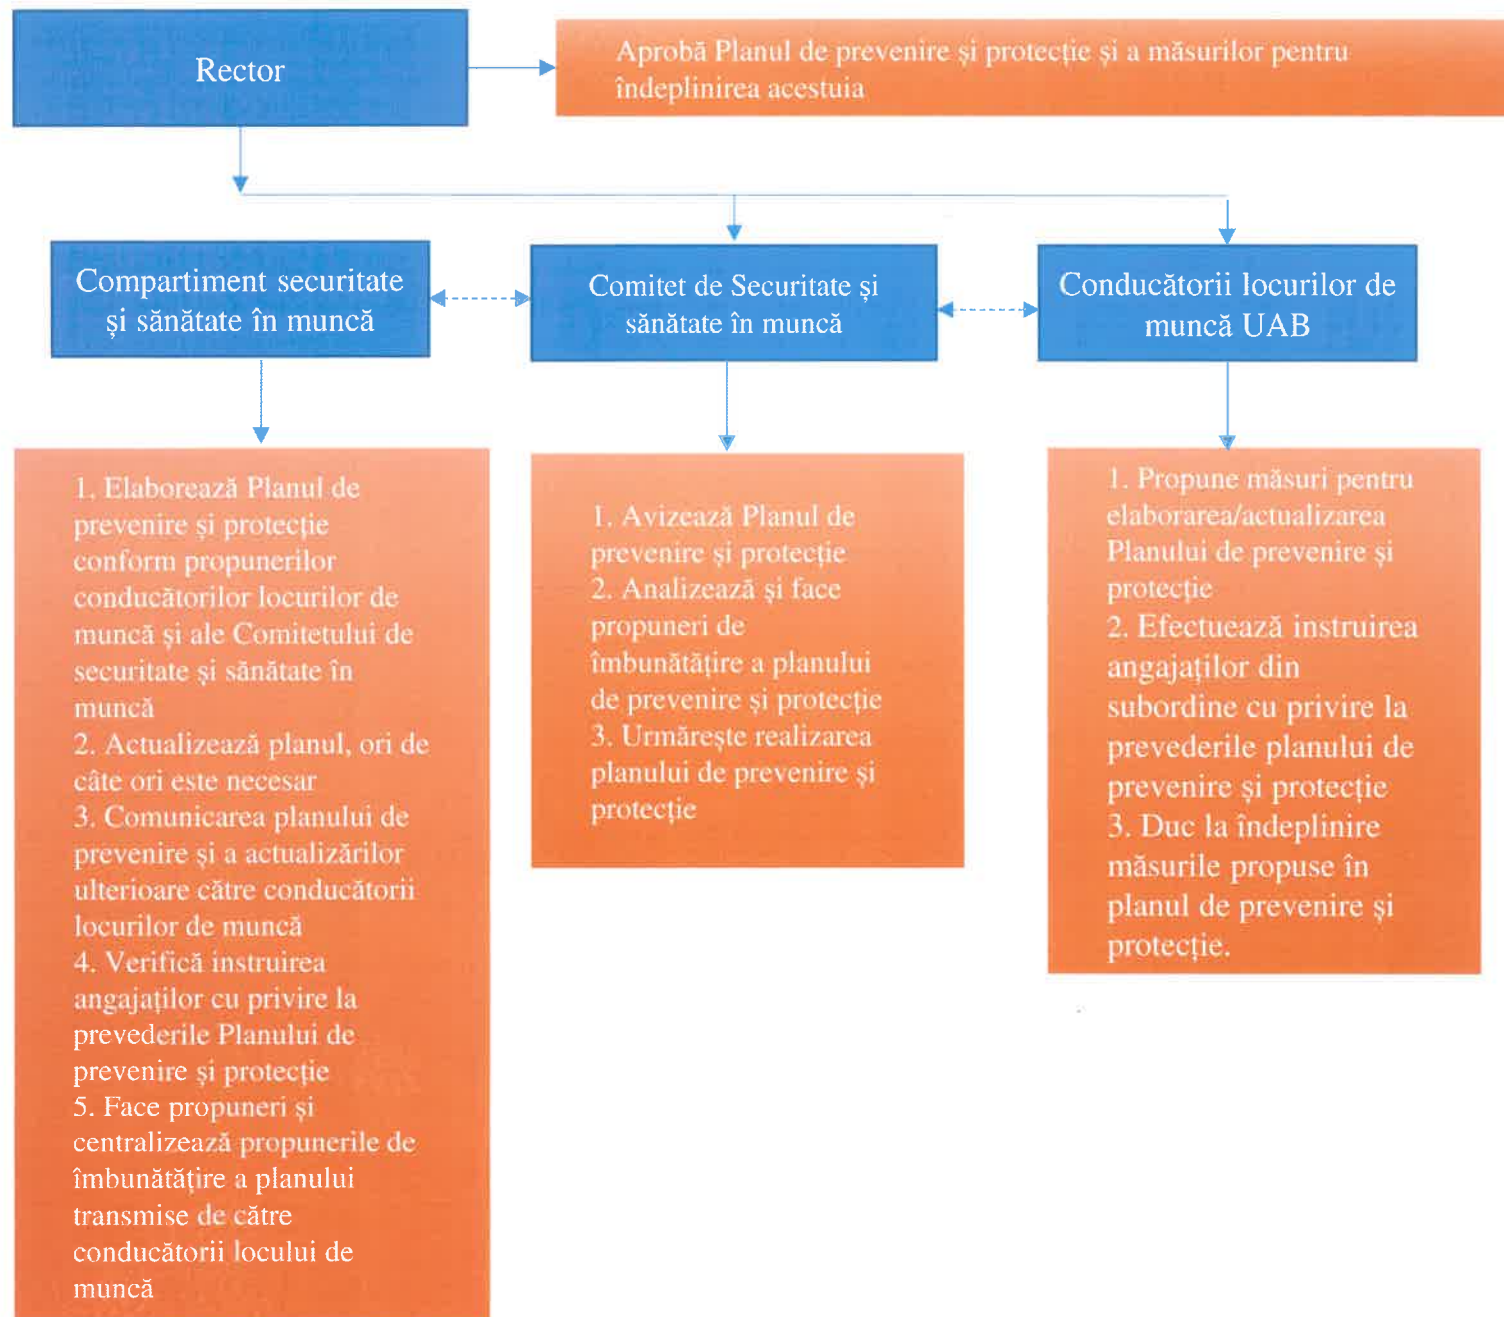 Rector
Aprobă Planul de prevenire și protecție și a măsurilor pentru
îndeplinirea acestuia
Compartiment securitate
și sănătate în muncă
Comitet de Securitate și
sănătate în muncă
Conducătorii locurilor de
muncă UAB
1. Elaborează Planul de
prevenire și protecție
conform propunerilor
conducătorilor locurilor de
muncă și ale Comitetului de
securitate și sănătate în
muncă
2. Actualizează planul, ori de
câte ori este necesar
3. Comunicarea planului de
prevenire și a actualizărilor
ulterioare către conducătorii
locurilor de muncă
4. Verifică instruirea
angajaților cu privire la
prevederile Planului de
prevenire și protecție
5. Face propuneri și
centralizează propunerile de
îmbunătățire a planului
transmise de către
conducătorii locului de
muncă
1. Avizează Planul de
prevenire și protecție
2. Analizează și face
propuneri de
îmbunătățire a planului
de prevenire și protecție
3. Urmărește realizarea
planului de prevenire și
protecție
1. Propune măsuri pentru
elaborarea/actualizarea
Planului de prevenire și
protecție
2. Efectuează instruirea
angajaților din
subordine cu privire la
prevederile planului de
prevenire și protecție
3. Duc la îndeplinire
măsurile propuse în
planul de prevenire și
protecție.